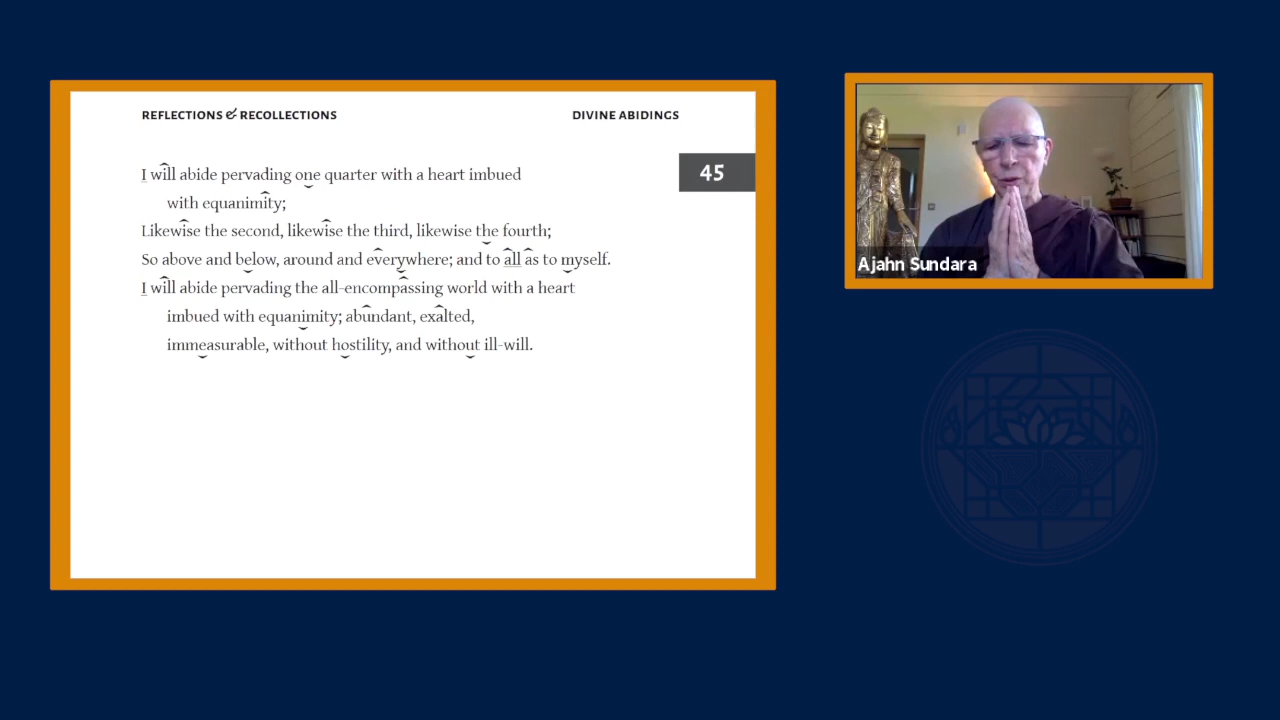 REFLECTIONS & RECOLLECTIONS
DIVINE ABIDINGS
45
I will abide pervading one quarter with a heart imbued
with equanimity;
Likewise the second, likewise the third, likewise the fourth;
So above and below, around and everywhere; and to all as to myself.
I will abide pervading the all-encompassing world with a heart
imbued with equanimity; abundant, exalted,
immeasurable, without hostility, and without ill-will.
Ajahn Sundara